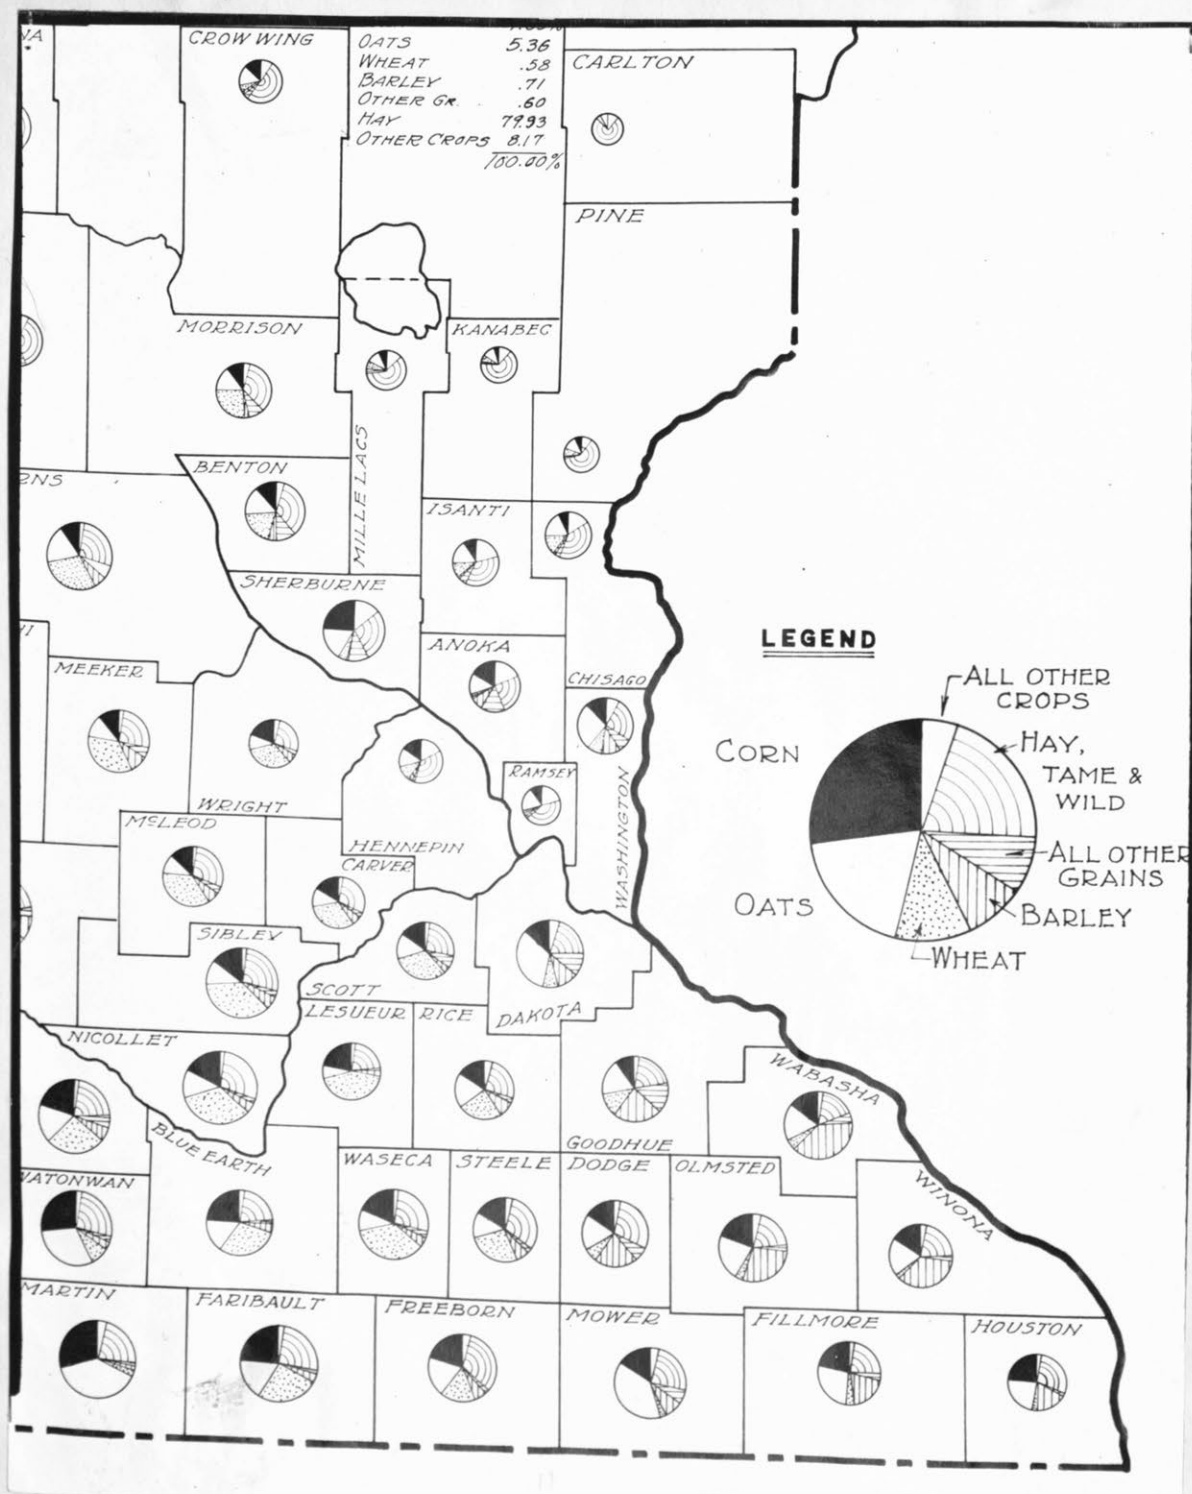 CROW WING
OATS 5.36
WHEAT .58
BARLEY .71
OTHER GR. .60
HAY 79.93
OTHER CROPS 8.17
100.00%
CARLTON
PINE
MORRISON
KANABEC
MILLE LACS
BENTON
RNS
ISANTI
SHERBURNE
ANOKA
MEEKER
CHISAGO
LEGEND
ALL OTHER
CROPS
CORN
HAY,
TAME &
WILD
ALL OTHER
GRAINS
OATS
BARLEY
WHEAT
RAMSEY
WASHINGTON
WRIGHT
McLEOD
HENNEPIN
CARVER
SIBLEY
SCOTT
DAKOTA
LESUEUR
RICE
NICOLLET
WABASHA
BLUE EARTH
GOODHUE
WATONWAN
WASECA
STEELE
DODGE
OLMSTED
WINONA
MARTIN
FARIBAULT
FREEBORN
MOWER
FILLMORE
HOUSTON